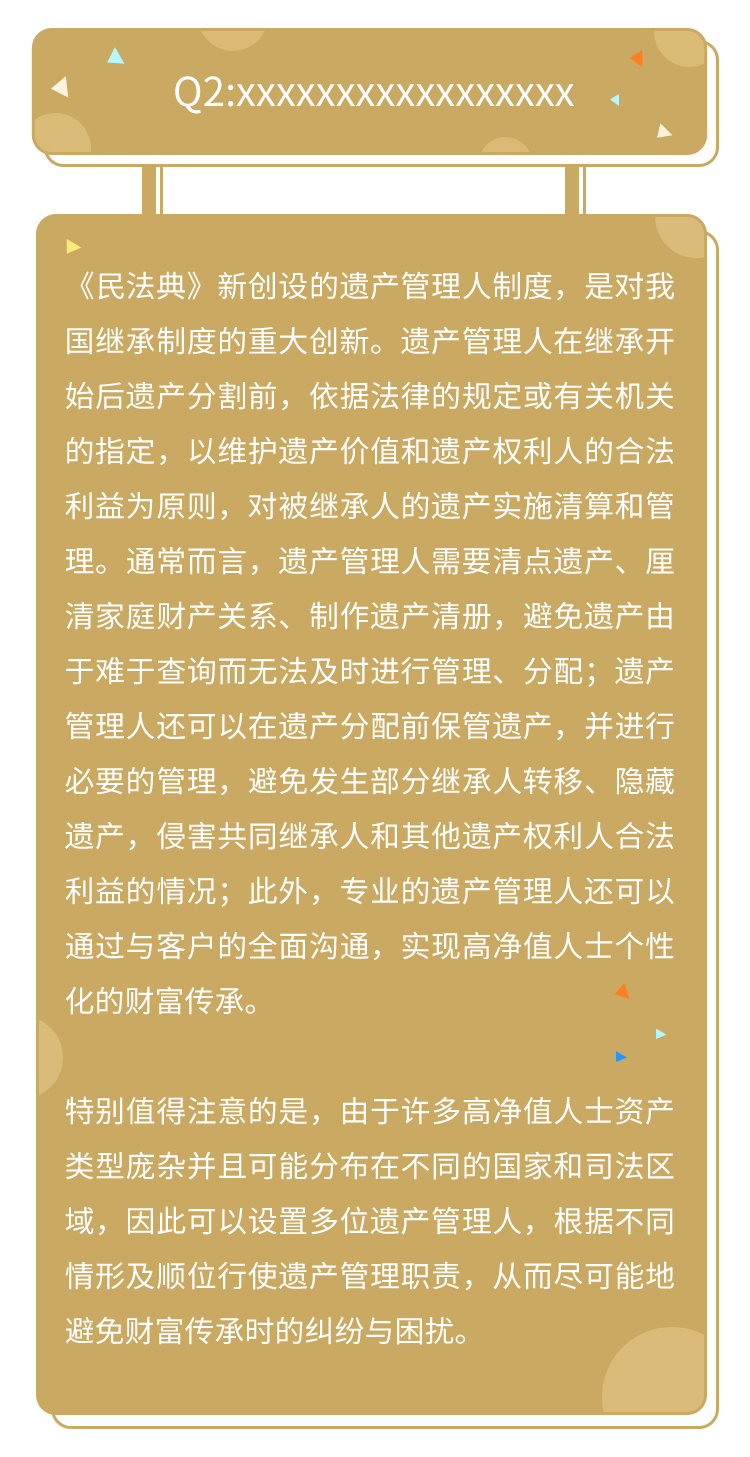 Q2:xxxxxxxxxxxxxxxxx
《民法典》新创设的遗产管理人制度，是对我
国继承制度的重大创新。遗产管理人在继承开
始后遗产分割前，依据法律的规定或有关机关
的指定，以维护遗产价值和遗产权利人的合法
利益为原则，对被继承人的遗产实施清算和管
理。通常而言，遗产管理人需要清点遗产、厘
清家庭财产关系、制作遗产清册，避免遗产由
于难于查询而无法及时进行管理、分配；遗产
管理人还可以在遗产分配前保管遗产，并进行
必要的管理，避免发生部分继承人转移、隐藏
遗产，侵害共同继承人和其他遗产权利人合法
利益的情况；此外，专业的遗产管理人还可以
通过与客户的全面沟通，实现高净值人士个性
化的财富传承。
特别值得注意的是，由于许多高净值人士资产
类型庞杂并且可能分布在不同的国家和司法区
域，因此可以设置多位遗产管理人，根据不同
情形及顺位行使遗产管理职责，从而尽可能地
避免财富传承时的纠纷与困扰。